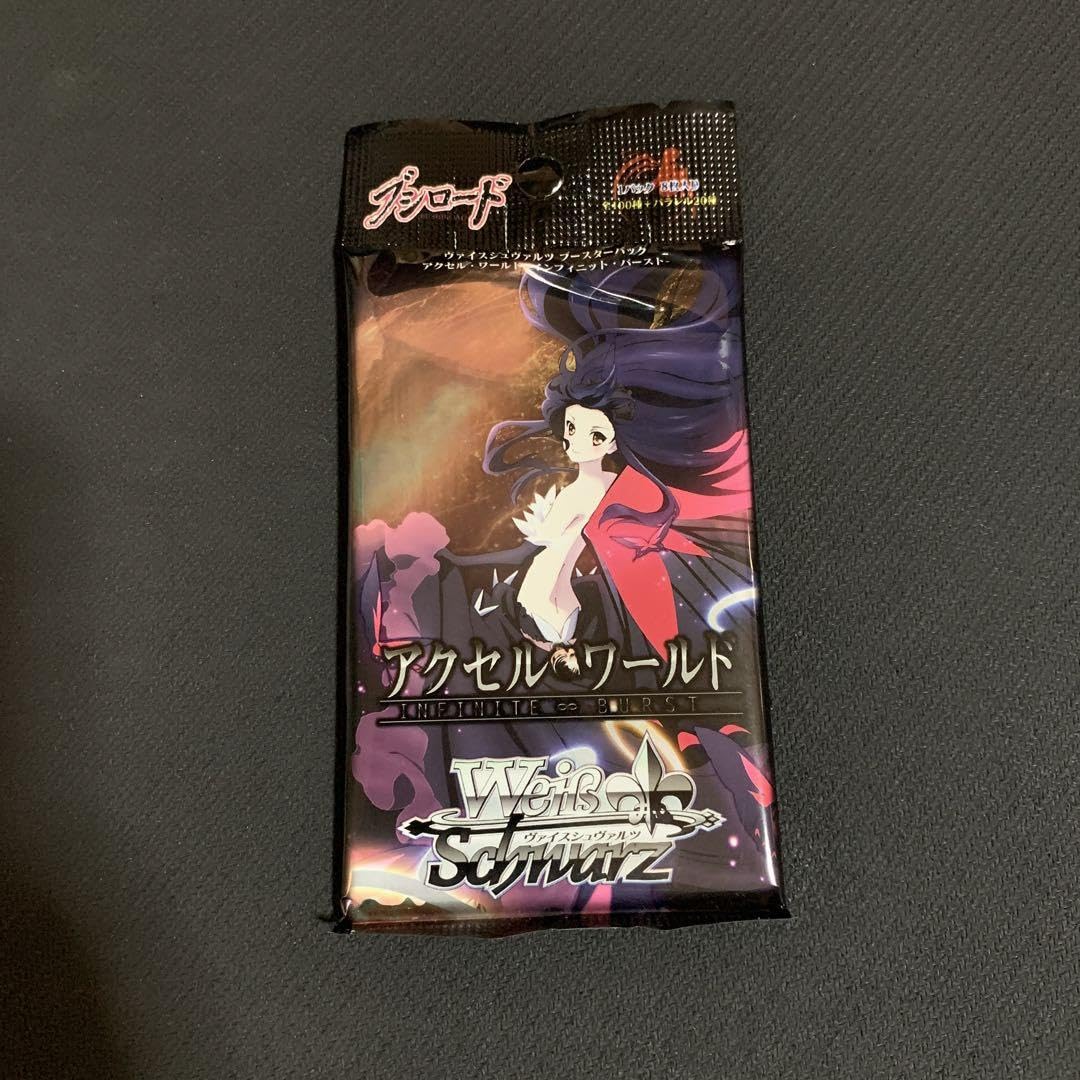 ブシロード
1パック 8枚入り
全100種+パラレル20種
ヴァイスシュヴァルツ ブースターパック
アクセル・ワールド インフィニット・バースト
アクセル・ワールド
INFINITE ∞ BURST
Weiß
ヴァイスシュヴァルツ
Schwarz